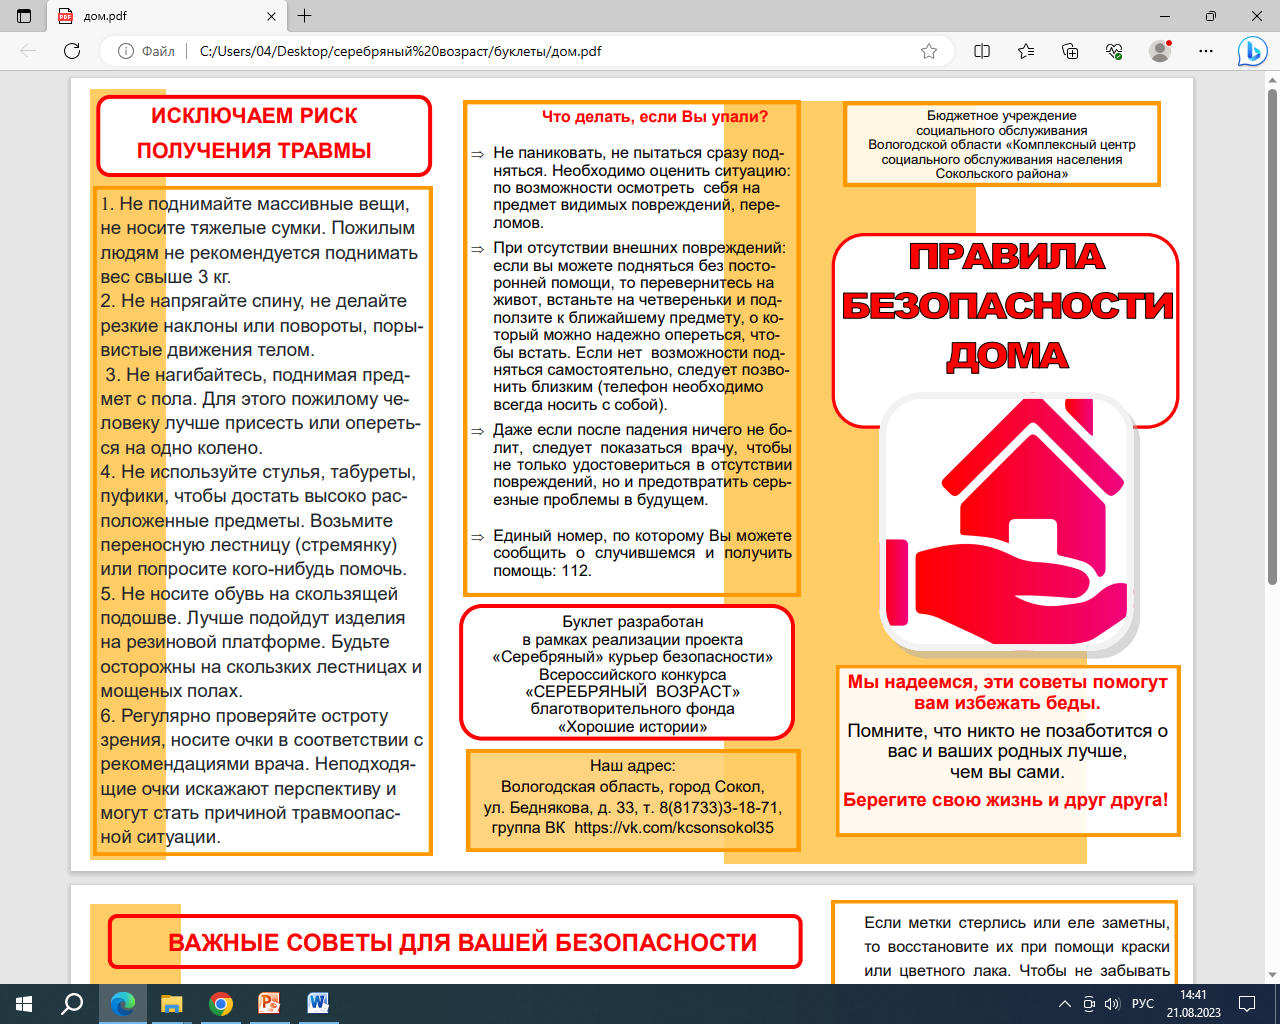 дом.pdf
Файл
C:/Users/04/Desktop/серебряный%20возраст/буклеты/дом.pdf
ИСКЛЮЧАЕМ РИСК
ПОЛУЧЕНИЯ ТРАВМЫ
1. Не поднимайте массивные вещи,
не носите тяжелые сумки. Пожилым
людям не рекомендуется поднимать
вес свыше 3 кг.
2. Не напрягайте спину, не делайте
резкие наклоны или повороты, поры-
вистые движения телом.
3. Не нагибайтесь, поднимая пред-
мет с пола. Для этого пожилому че-
ловеку лучше присесть или опереть-
ся на одно колено.
4. Не используйте стулья, табуреты,
пуфики, чтобы достать высоко рас-
положенные предметы. Возьмите
переносную лестницу (стремянку)
или попросите кого-нибудь помочь.
5. Не носите обувь на скользящей
подошве. Лучше подойдут изделия
на резиновой платформе. Будьте
осторожны на скользких лестницах и
мощеных полах.
6. Регулярно проверяйте остроту
зрения, носите очки в соответствии с
рекомендациями врача. Неподходя-
щие очки искажают перспективу и
могут стать причиной травмоопас-
ной ситуации.
Что делать, если Вы упали?
⇒ Не паниковать, не пытаться сразу под-
няться. Необходимо оценить ситуацию:
по возможности осмотреть себя на
предмет видимых повреждений, пере-
ломов.
⇒ При отсутствии внешних повреждений:
если вы можете подняться без посто-
ронней помощи, то перевернитесь на
живот, встаньте на четвереньки и под-
ползите к ближайшему предмету, о ко-
торый можно надежно опереться, что-
бы встать. Если нет возможности под-
няться самостоятельно, следует позво-
нить близким (телефон необходимо
всегда носить с собой).
⇒ Даже если после падения ничего не бо-
лит, следует показаться врачу, чтобы
не только удостовериться в отсутствии
повреждений, но и предотвратить серь-
езные проблемы в будущем.
⇒ Единый номер, по которому Вы можете
сообщить о случившемся и получить
помощь: 112.
Буклет разработан
в рамках реализации проекта
«Серебряный» курьер безопасности»
Всероссийского конкурса
«СЕРЕБРЯНЫЙ ВОЗРАСТ»
благотворительного фонда
«Хорошие истории»
Наш адрес:
Вологодская область, город Сокол,
ул. Беднякова, д. 33, т. 8(81733)3-18-71,
группа ВК https://vk.com/kcsonsokol35
Бюджетное учреждение
социального обслуживания
Вологодской области «Комплексный центр
социального обслуживания населения
Сокольского района»
ПРАВИЛА
БЕЗОПАСНОСТИ
ДОМА
Мы надеемся, эти советы помогут
вам избежать беды.
Помните, что никто не позаботится о
вас и ваших родных лучше,
чем вы сами.
Берегите свою жизнь и друг друга!
ВАЖНЫЕ СОВЕТЫ ДЛЯ ВАШЕЙ БЕЗОПАСНОСТИ
Если метки стерлись или еле заметны,
то восстановите их при помощи краски
или цветного лака. Чтобы не забывать
РУС
14:41
21.08.2023